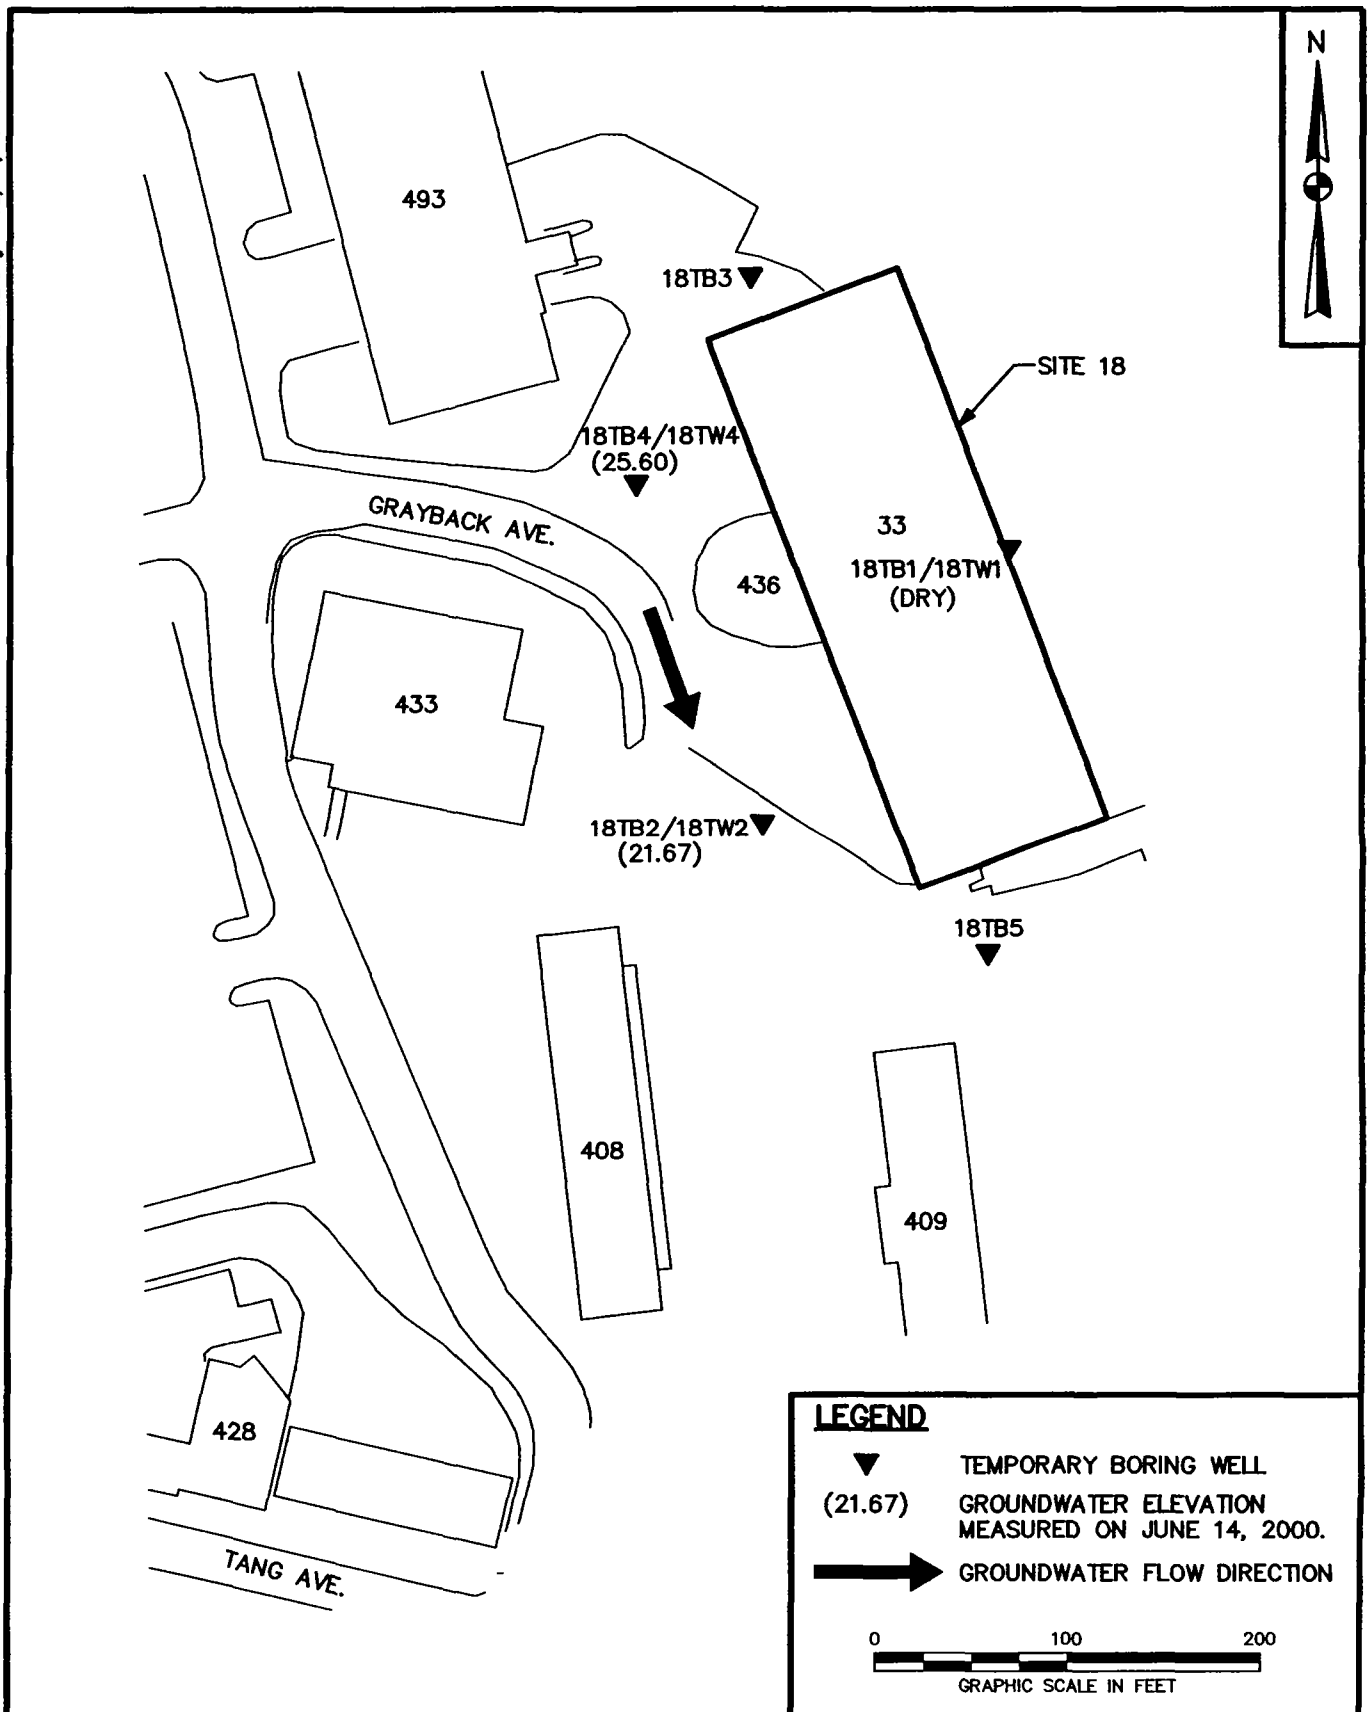 N
493
18TB3
SITE 18
18TB4/18TW4
(25.60)
GRAYBACK AVE.
33
18TB1/18TW1
(DRY)
436
433
18TB2/18TW2
(21.67)
18TB5
408
409
428
TANG AVE.
LEGEND
TEMPORARY BORING WELL
(21.67) GROUNDWATER ELEVATION
MEASURED ON JUNE 14, 2000.
GROUNDWATER FLOW DIRECTION
0 100 200
GRAPHIC SCALE IN FEET